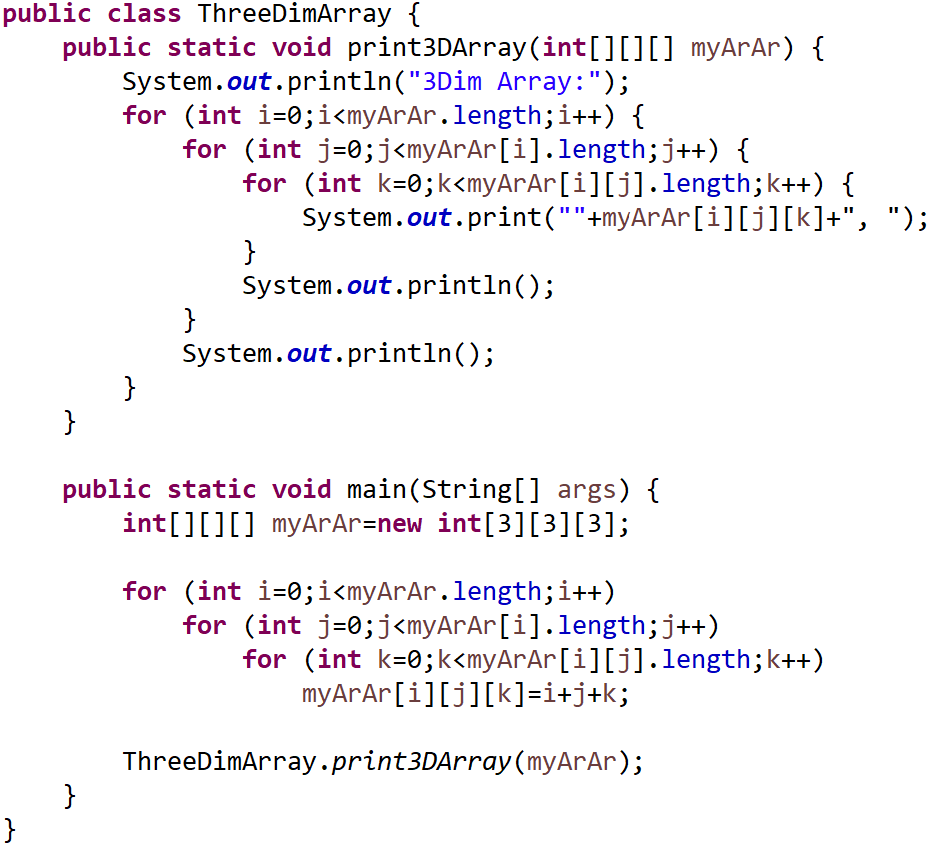 public class ThreeDimArray {
    public static void print3DArray(int[][][] myArAr) {
        System.out.println("3Dim Array:");
        for (int i=0;i<myArAr.length;i++) {
            for (int j=0;j<myArAr[i].length;j++) {
                for (int k=0;k<myArAr[i][j].length;k++) {
                    System.out.print(""+myArAr[i][j][k]+", ");
                }
                System.out.println();
            }
            System.out.println();
        }
    }

    public static void main(String[] args) {
        int[][][] myArAr=new int[3][3][3];

        for (int i=0;i<myArAr.length;i++)
            for (int j=0;j<myArAr[i].length;j++)
                for (int k=0;k<myArAr[i][j].length;k++)
                    myArAr[i][j][k]=i+j+k;

        ThreeDimArray.print3DArray(myArAr);
    }
}